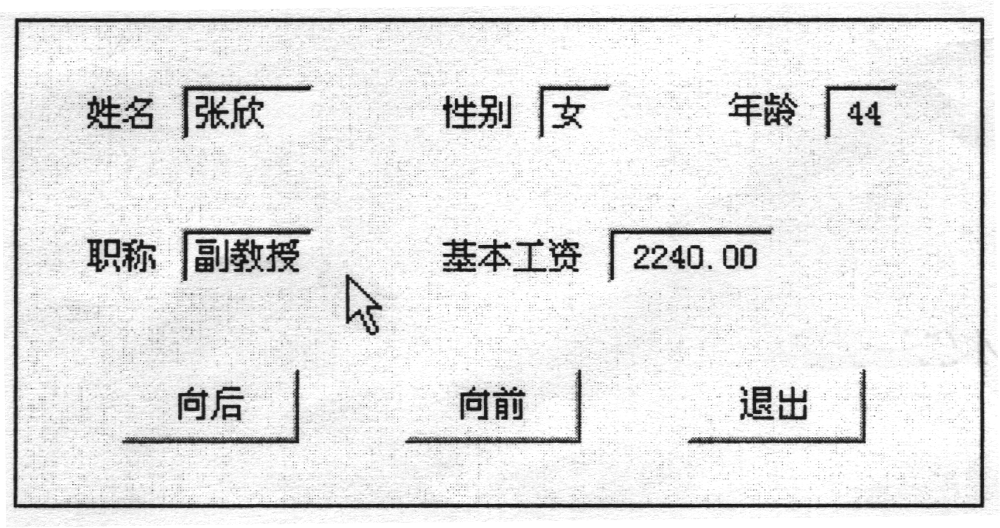 姓名 张欣 性别 女 年龄 44
职称 副教授 基本工资 2240.00
向后 向前 退出